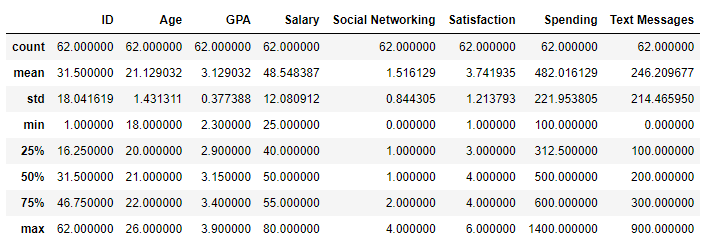 ID Age GPA Salary Social Networking Satisfaction Spending Text Messages
count 62.000000 62.000000 62.000000 62.000000 62.000000 62.000000 62.000000 62.000000
mean 31.500000 21.129032 3.129032 48.548387 1.516129 3.741935 482.016129 246.209677
std 18.041619 1.431311 0.377388 12.080912 0.844305 1.213793 221.953805 214.465950
min 1.000000 18.000000 2.300000 25.000000 0.000000 1.000000 100.000000 0.000000
25% 16.250000 20.000000 2.900000 40.000000 1.000000 3.000000 312.500000 100.000000
50% 31.500000 21.000000 3.150000 50.000000 1.000000 4.000000 500.000000 200.000000
75% 46.750000 22.000000 3.400000 55.000000 2.000000 4.000000 600.000000 300.000000
max 62.000000 26.000000 3.900000 80.000000 4.000000 6.000000 1400.000000 900.000000